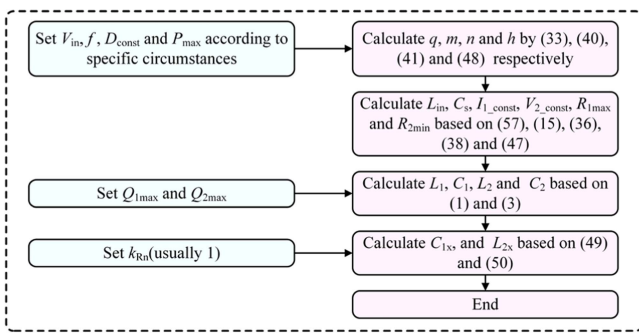 Set Vin, f, Dconst and Pmax according to
specific circumstances
Calculate q, m, n and h by (33), (40),
(41) and (48) respectively
Calculate Lin, Cs, I1_const, V2_const, R1max
and R2min based on (57), (15), (36),
(38) and (47)
Set Q1max and Q2max
Calculate L1, C1, L2 and C2 based on
(1) and (3)
Set kRn(usually 1)
Calculate C1x, and L2x based on (49)
and (50)
End